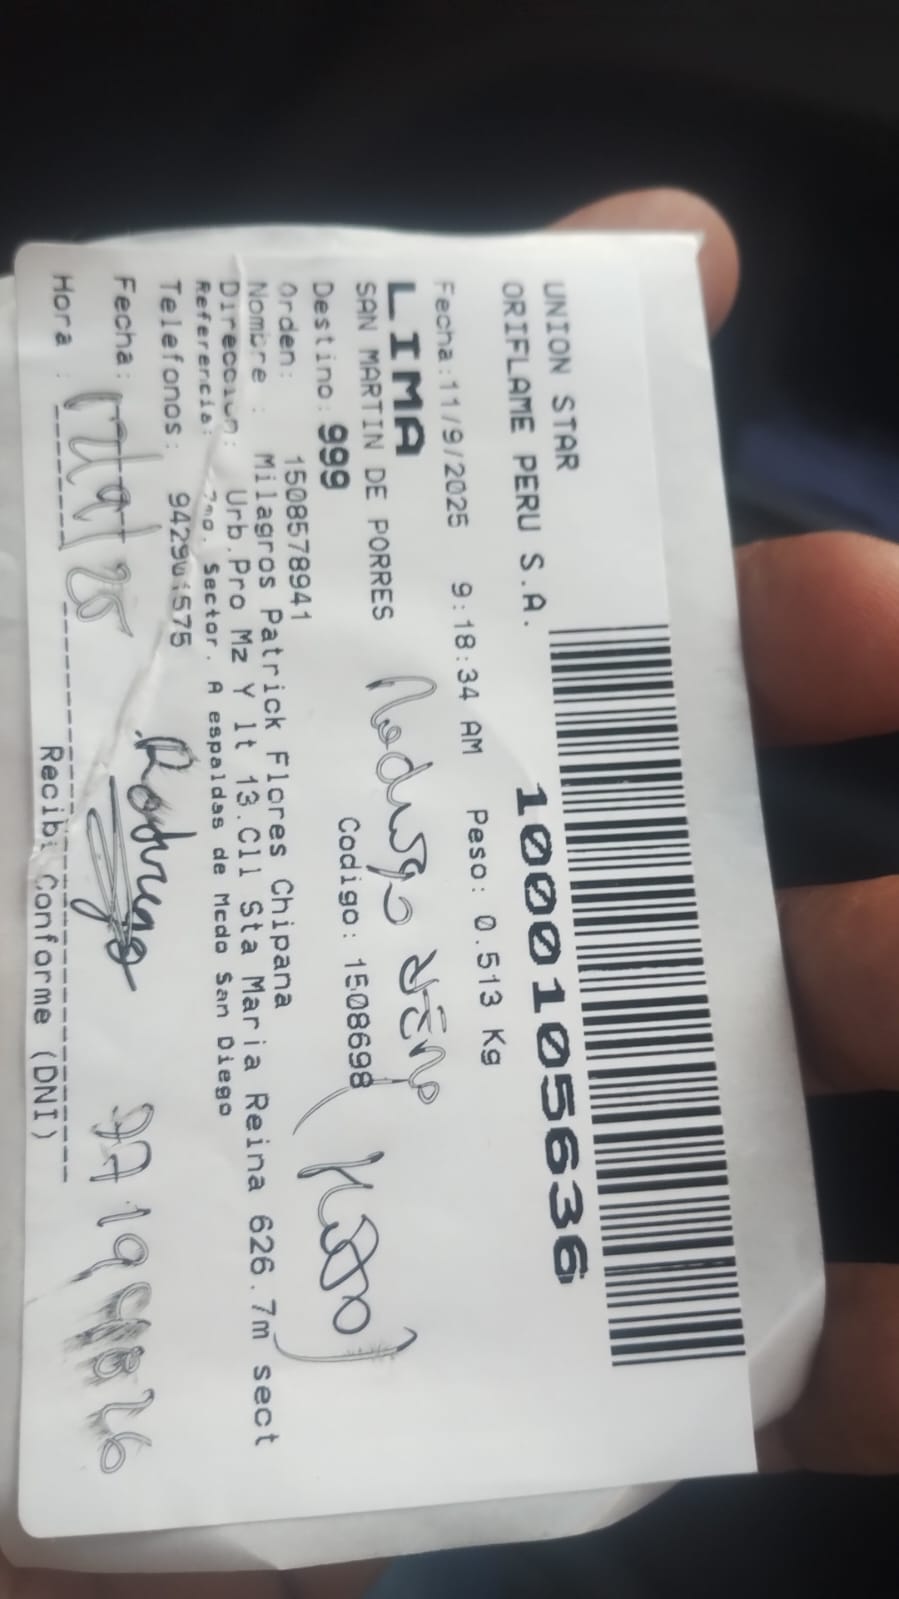 UNION STAR
ORIFLAME PERU S.A.
1000105636
Fecha:11/9/2025 9:18:34 AM Peso: 0.513 Kg
LIMA
SAN MARTIN DE PORRES
Destino: 999 Codigo: 1508698
Orden: 1508578941
Nombre : Milagros Patrick Flores Chipana
Direccion: Urb.Pro Mz Y lt 13.Cll Sta Maria Reina 626.7m sect
Referencia: 7mo. Sector. A espaldas de Mcdo San Diego
Telefonos:
Rodrigo
Fecha:
Hora : Recibi Conforme (DNI)